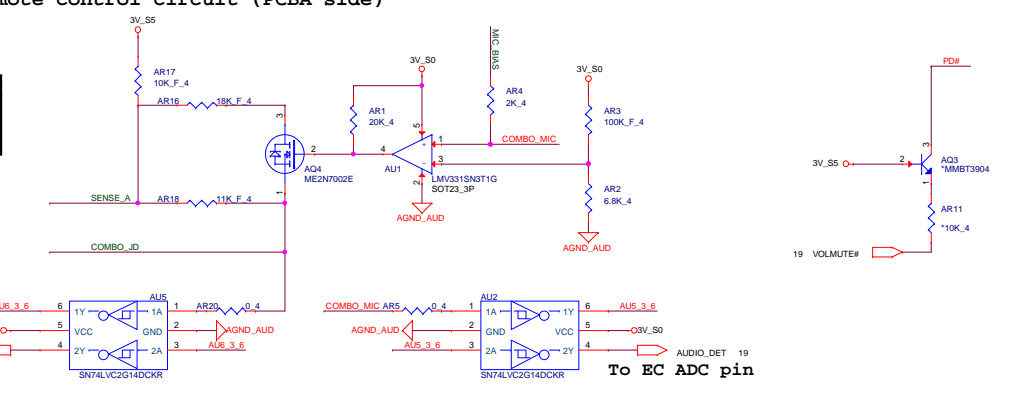 mote control circuit (PCBA side)
3V_S5
AR17
10K_F_4
AR16 18K_F_4
3
2
1
AQ4
ME2N7002E
AR1
20K_4
3V_S0
MIC_BIAS
AR4
2K_4
3V_S0
AR3
100K_F_4
PD#
5
4
1
COMBO_MIC
3
2
AU1
LMV331SN3T1G
SOT23_3P
AGND_AUD
AR2
6.8K_4
AGND_AUD
3V_S5
2
3
1
AQ3
*MMBT3904
AR11
*10K_4
19 VOLMUTE#
SENSE_A
AR18 11K_F_4
COMBO_JD
AU5
U6_3_6 6 1Y 1A 1 AR20 0_4
5 VCC GND 2 AGND_AUD
4 2Y 2A 3 AU6_3_6
SN74LVC2G14DCKR
AU2
COMBO_MIC AR5 0_4 1 1A 1Y 6 AU5_3_6
AGND_AUD 2 GND VCC 5 3V_S0
AU5_3_6 3 2A 2Y 4 AUDIO_DET 19
SN74LVC2G14DCKR
To EC ADC pin